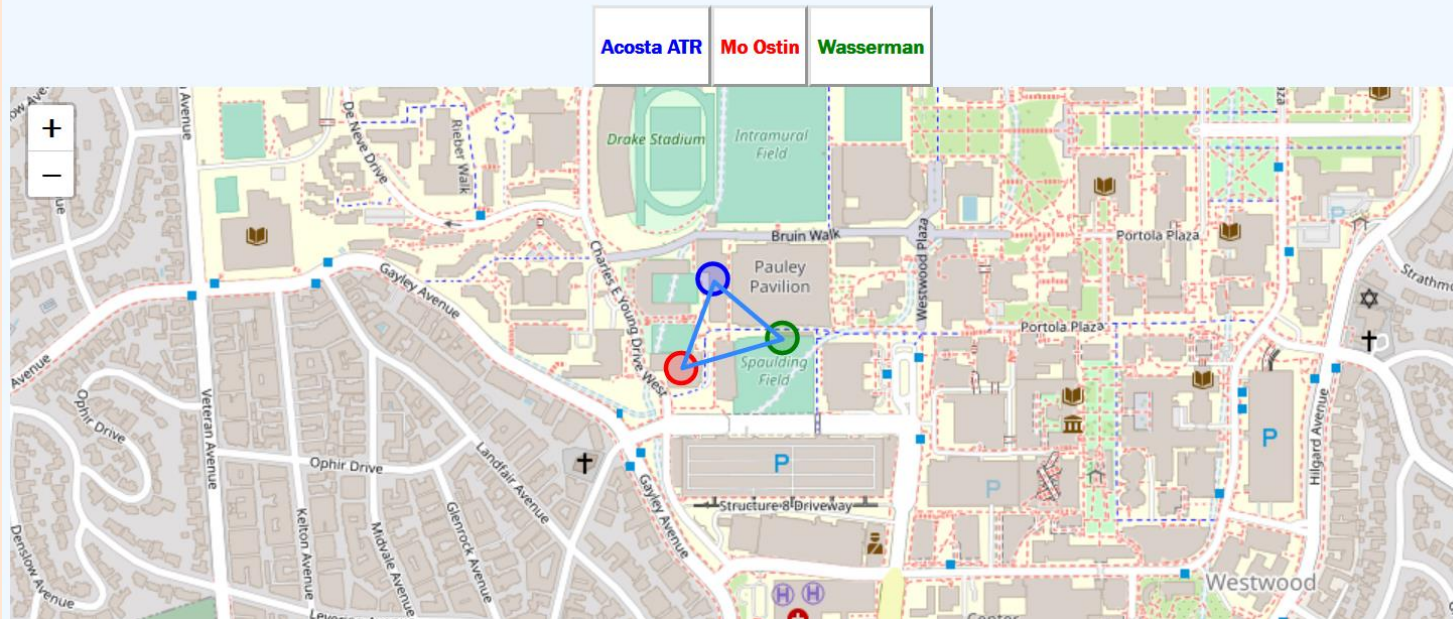 Acosta ATR
Mo Ostin
Wasserman
+
−
Avenue
De Neve Drive
Rieber Walk
Drake Stadium
Intramural
Field
Bruin Walk
Portola Plaza
P
Gayley Avenue
Charles E Young Drive West
Pauley
Pavilion
Westwood Plaza
Portola Plaza
Avenue
Ophir Drive
Veteran Avenue
Spaulding
Field
Ophir Drive
Landfair Avenue
P
P
P
Hilgard Avenue
Structure 8 Driveway
Kelton Avenue
Midvale Avenue
Glenrock Avenue
Gayley Avenue
Denslow Avenue
H
H
Westwood
Center